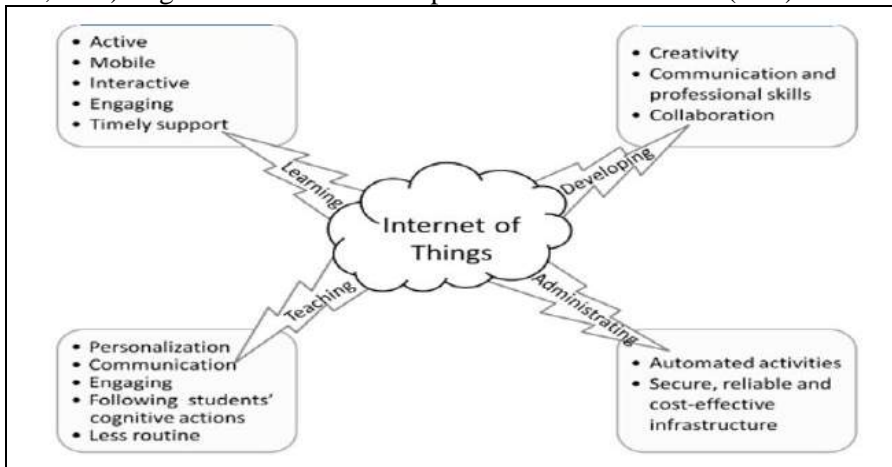 • Active
• Mobile
• Interactive
• Engaging
• Timely support
• Creativity
• Communication and
professional skills
• Collaboration
Learning
Developing
Internet of
Things
Teaching
Administrating
• Personalization
• Communication
• Engaging
• Following students'
cognitive actions
• Less routine
• Automated activities
• Secure, reliable and
cost-effective
infrastructure